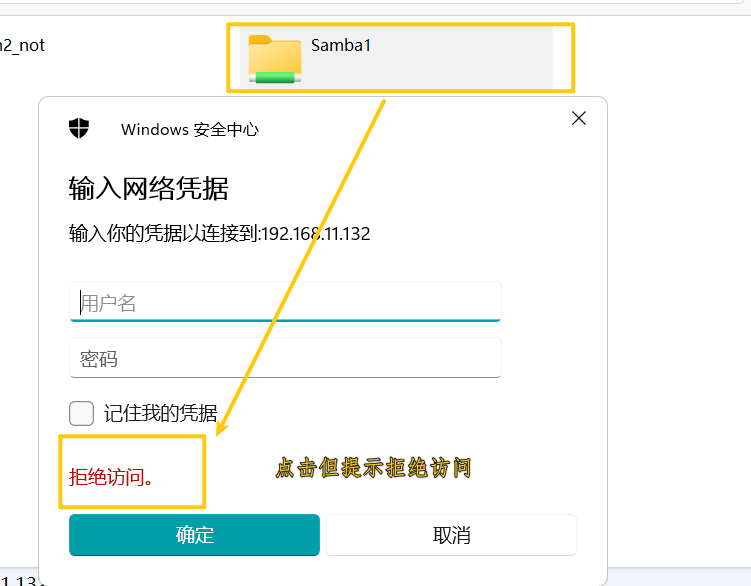 2_not
Samba1
Windows 安全中心
输入网络凭据
输入你的凭据以连接到:192.168.11.132
用户名
密码
记住我的凭据
拒绝访问。
点击但提示拒绝访问
确定
取消